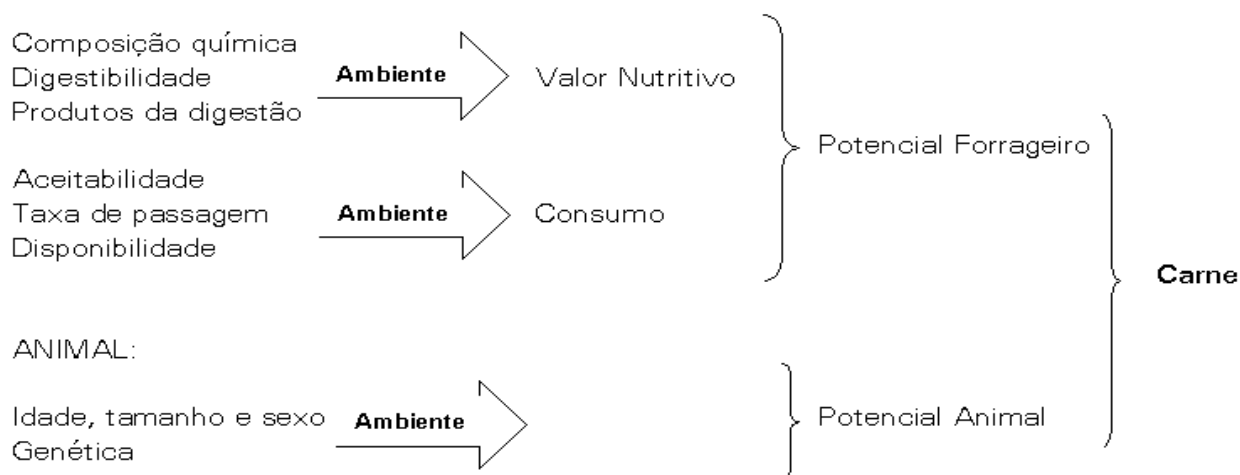 Composição química
Digestibilidade
Produtos da digestão
Ambiente
Valor Nutritivo
Potencial Forrageiro
Aceitabilidade
Taxa de passagem
Disponibilidade
Ambiente
Consumo
Carne
ANIMAL:
Idade, tamanho e sexo
Genética
Ambiente
Potencial Animal